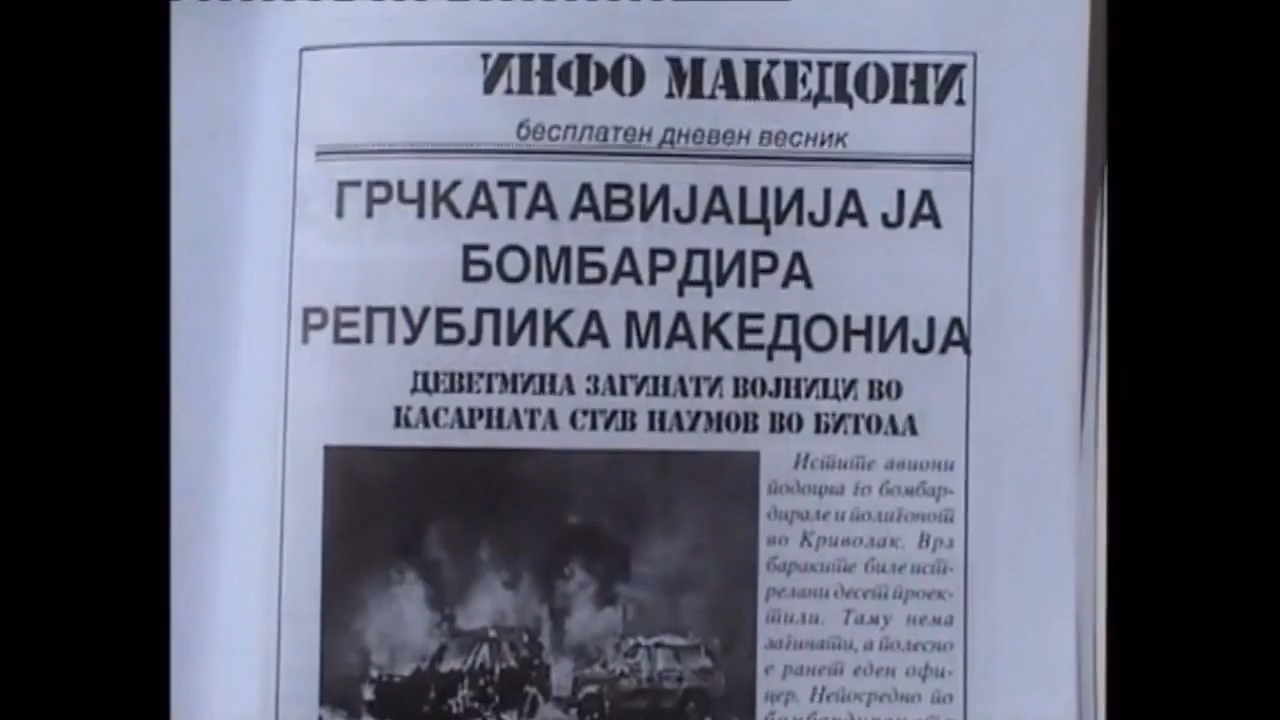 ИНФО МАКЕДОНИ
бесплатен дневен весник
ГРЧКАТА АВИЈАЦИЈА ЈА
БОМБАРДИРА
РЕПУБЛИКА МАКЕДОНИЈА
ДЕВЕТМИНА ЗАГИНАТИ ВОЈНИЦИ ВО
КАСАРНАТА СТИВ НАУМОВ ВО БИТОЛА
Истите авиони
подоцна го бомбар-
дирале и полигонот
во Криволак. Врз
бараките биле ист-
релани десет проек-
тили. Таму нема
загинати, а полесно
е ранет еден офи-
цер. Непосредно по